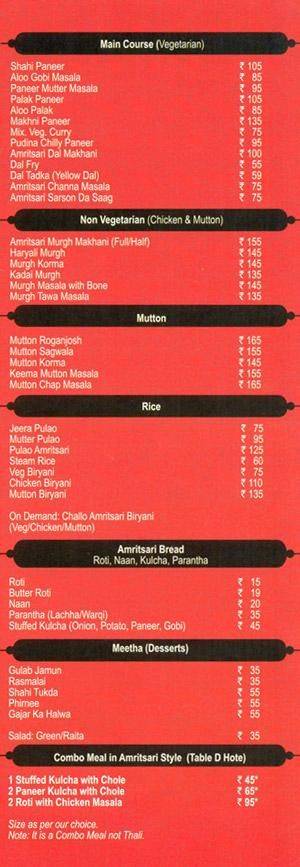 Main Course (Vegetarian)
Shahi Paneer ₹ 105
Aloo Gobi Masala ₹ 85
Paneer Mutter Masala ₹ 95
Palak Paneer ₹ 105
Aloo Palak ₹ 85
Makhni Paneer ₹ 135
Mix. Veg. Curry ₹ 75
Pudina Chilly Paneer ₹ 95
Amritsari Dal Makhani ₹ 100
Dal Fry ₹ 55
Dal Tadka (Yellow Dal) ₹ 59
Amritsari Channa Masala ₹ 75
Amritsari Sarson Da Saag ₹ 75
Non Vegetarian (Chicken & Mutton)
Amritsari Murgh Makhani (Full/Half) ₹ 155
Haryali Murgh ₹ 145
Murgh Korma ₹ 145
Kadai Murgh ₹ 135
Murgh Masala with Bone ₹ 145
Murgh Tawa Masala ₹ 135
Mutton
Mutton Roganjosh ₹ 165
Mutton Sagwala ₹ 155
Mutton Korma ₹ 145
Keema Mutton Masala ₹ 155
Mutton Chap Masala ₹ 165
Rice
Jeera Pulao ₹ 75
Mutter Pulao ₹ 95
Pulao Amritsari ₹ 125
Steam Rice ₹ 60
Veg Biryani ₹ 75
Chicken Biryani ₹ 110
Mutton Biryani ₹ 135
On Demand: Challo Amritsari Biryani
(Veg/Chicken/Mutton)
Amritsari Bread
Roti, Naan, Kulcha, Parantha
Roti ₹ 15
Butter Roti ₹ 19
Naan ₹ 20
Parantha (Lachha/Warqi) ₹ 35
Stuffed Kulcha (Onion, Potato, Paneer, Gobi) ₹ 45
Meetha (Desserts)
Gulab Jamun ₹ 35
Rasmalai ₹ 35
Shahi Tukda ₹ 55
Phirnee ₹ 55
Gajar Ka Halwa ₹ 55
Salad: Green/Raita ₹ 35
Combo Meal in Amritsari Style (Table D Hote)
1 Stuffed Kulcha with Chole ₹ 45*
2 Paneer Kulcha with Chole ₹ 65*
2 Roti with Chicken Masala ₹ 95*
Size as per our choice.
Note: It is a Combo Meal not Thali.